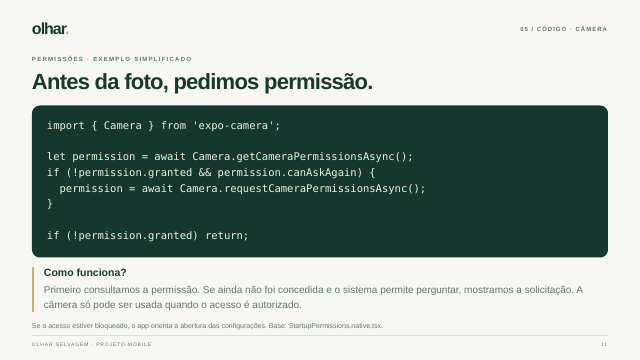 olhar.
05 / CÓDIGO · CÂMERA
PERMISSÕES · EXEMPLO SIMPLIFICADO
Antes da foto, pedimos permissão.
import { Camera } from 'expo-camera';
let permission = await Camera.getCameraPermissionsAsync();
if (!permission.granted && permission.canAskAgain) {
  permission = await Camera.requestCameraPermissionsAsync();
}
if (!permission.granted) return;
Como funciona?
Primeiro consultamos a permissão. Se ainda não foi concedida e o sistema permite perguntar, mostramos a solicitação. A
câmera só pode ser usada quando o acesso é autorizado.
Se o acesso estiver bloqueado, o app orienta a abertura das configurações. Base: StartupPermissions.native.tsx.
OLHAR SELVAGEM · PROJETO MOBILE
11